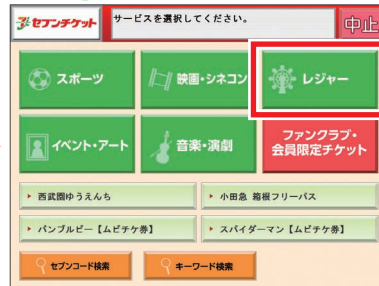 セブンチケット
サービスを選択してください。
中止
スポーツ
映画・シネコン
レジャー
イベント・アート
音楽・演劇
ファンクラブ・
会員限定チケット
西武園ゆうえんち
小田急 箱根フリーパス
バンブルビー【ムビチケ券】
スパイダーマン【ムビチケ券】
セブンコード検索
キーワード検索